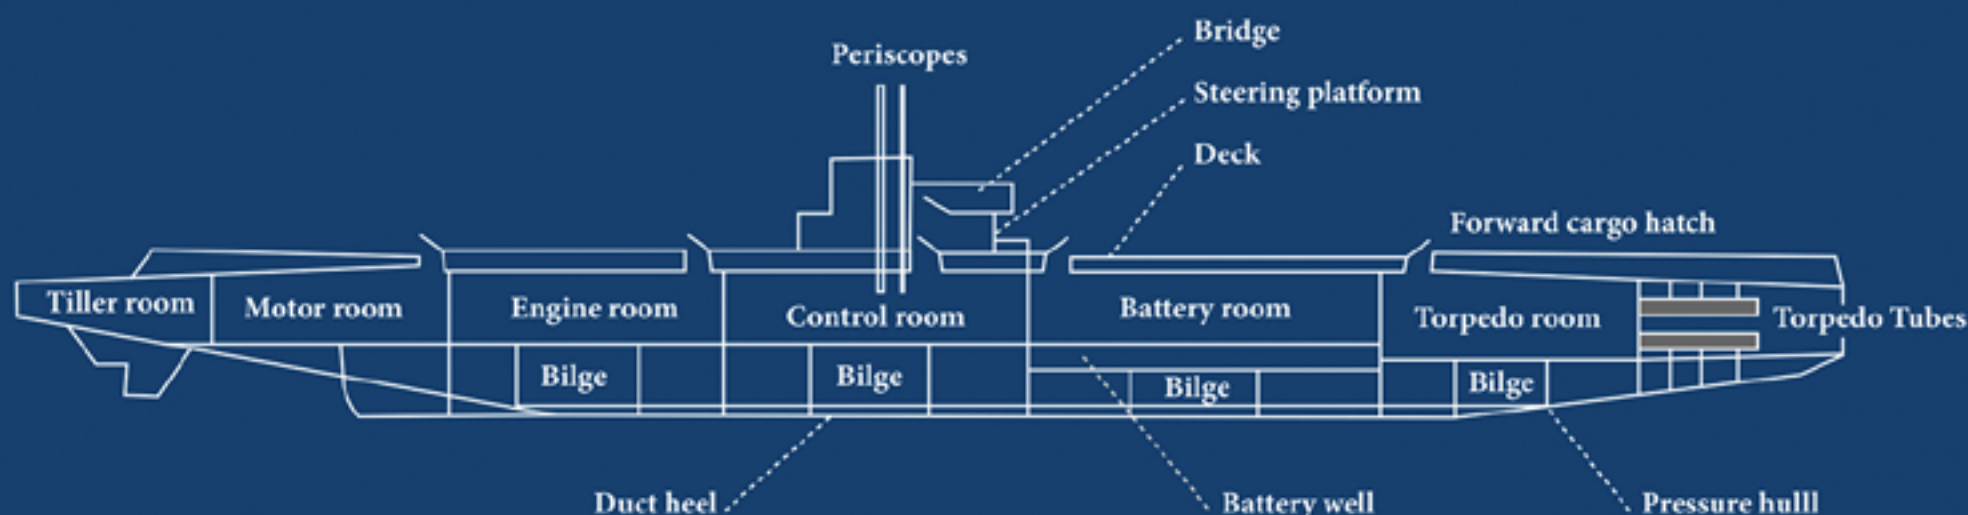 Bridge
Periscopes
Steering platform
Deck
Forward cargo hatch
Tiller room
Motor room
Engine room
Control room
Battery room
Torpedo room
Torpedo Tubes
Bilge
Bilge
Bilge
Bilge
Duct heel
Battery well
Pressure hulll